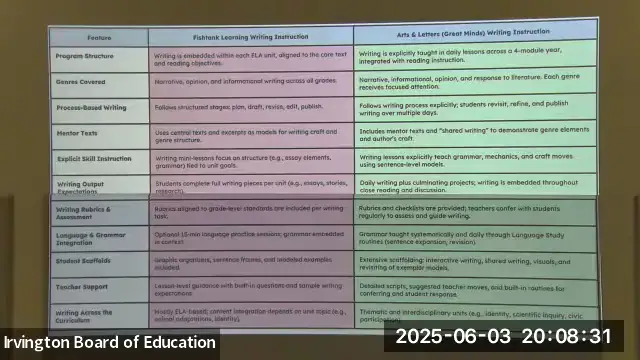 Feature
Fishtank Learning Writing Instruction
Arts & Letters (Great Minds) Writing Instruction
Program Structure
Writing is embedded within each ELA unit, aligned to the core text
and reading objectives.
Writing is explicitly taught in daily lessons across a 4-module year,
integrated with reading instruction.
Genres Covered
Narrative, opinion, and informational writing across all grades.
Narrative, informational, opinion, and response to literature. Each genre
receives focused attention.
Process-Based Writing
Follows structured stages: plan, draft, revise, edit, publish.
Follows writing process explicitly; students revisit, refine, and publish
writing over multiple days.
Mentor Texts
Uses central texts and excerpts as models for writing craft and
genre structure.
Includes mentor texts and "shared writing" to demonstrate genre elements
and author's craft.
Explicit Skill Instruction
Writing mini-lessons focus on structure (e.g., essay elements,
grammar) tied to unit goals.
Writing lessons explicitly teach grammar, mechanics, and craft moves
using sentence-level models.
Writing Output
Expectations
Students complete full writing pieces per unit (e.g., essays, stories,
research).
Daily writing plus culminating projects; writing is embedded throughout
close reading and discussion.
Writing Rubrics &
Assessment
Rubrics aligned to grade-level standards are included per writing
task.
Rubrics and checklists are provided; teachers confer with students
regularly to assess and guide writing.
Language & Grammar
Integration
Optional 15-min language practice sessions; grammar embedded
in context.
Grammar taught systematically and daily through Language Study
routines (sentence expansion, revision).
Student Scaffolds
Graphic organizers, sentence frames, and modeled examples
included.
Extensive scaffolding: interactive writing, shared writing, visuals, and
revisiting of exemplar models.
Teacher Support
Lesson-level guidance with built-in questions and sample writing
expectations.
Detailed scripts, suggested teacher moves, and built-in routines for
conferring and student response.
Writing Across the
Curriculum
Mostly ELA-based; content integration depends on unit topic (e.g.,
animal adaptations, identity).
Thematic and interdisciplinary units (e.g., identity, scientific inquiry, civic
participation).
Irvington Board of Education
2025-06-03 20:08:31